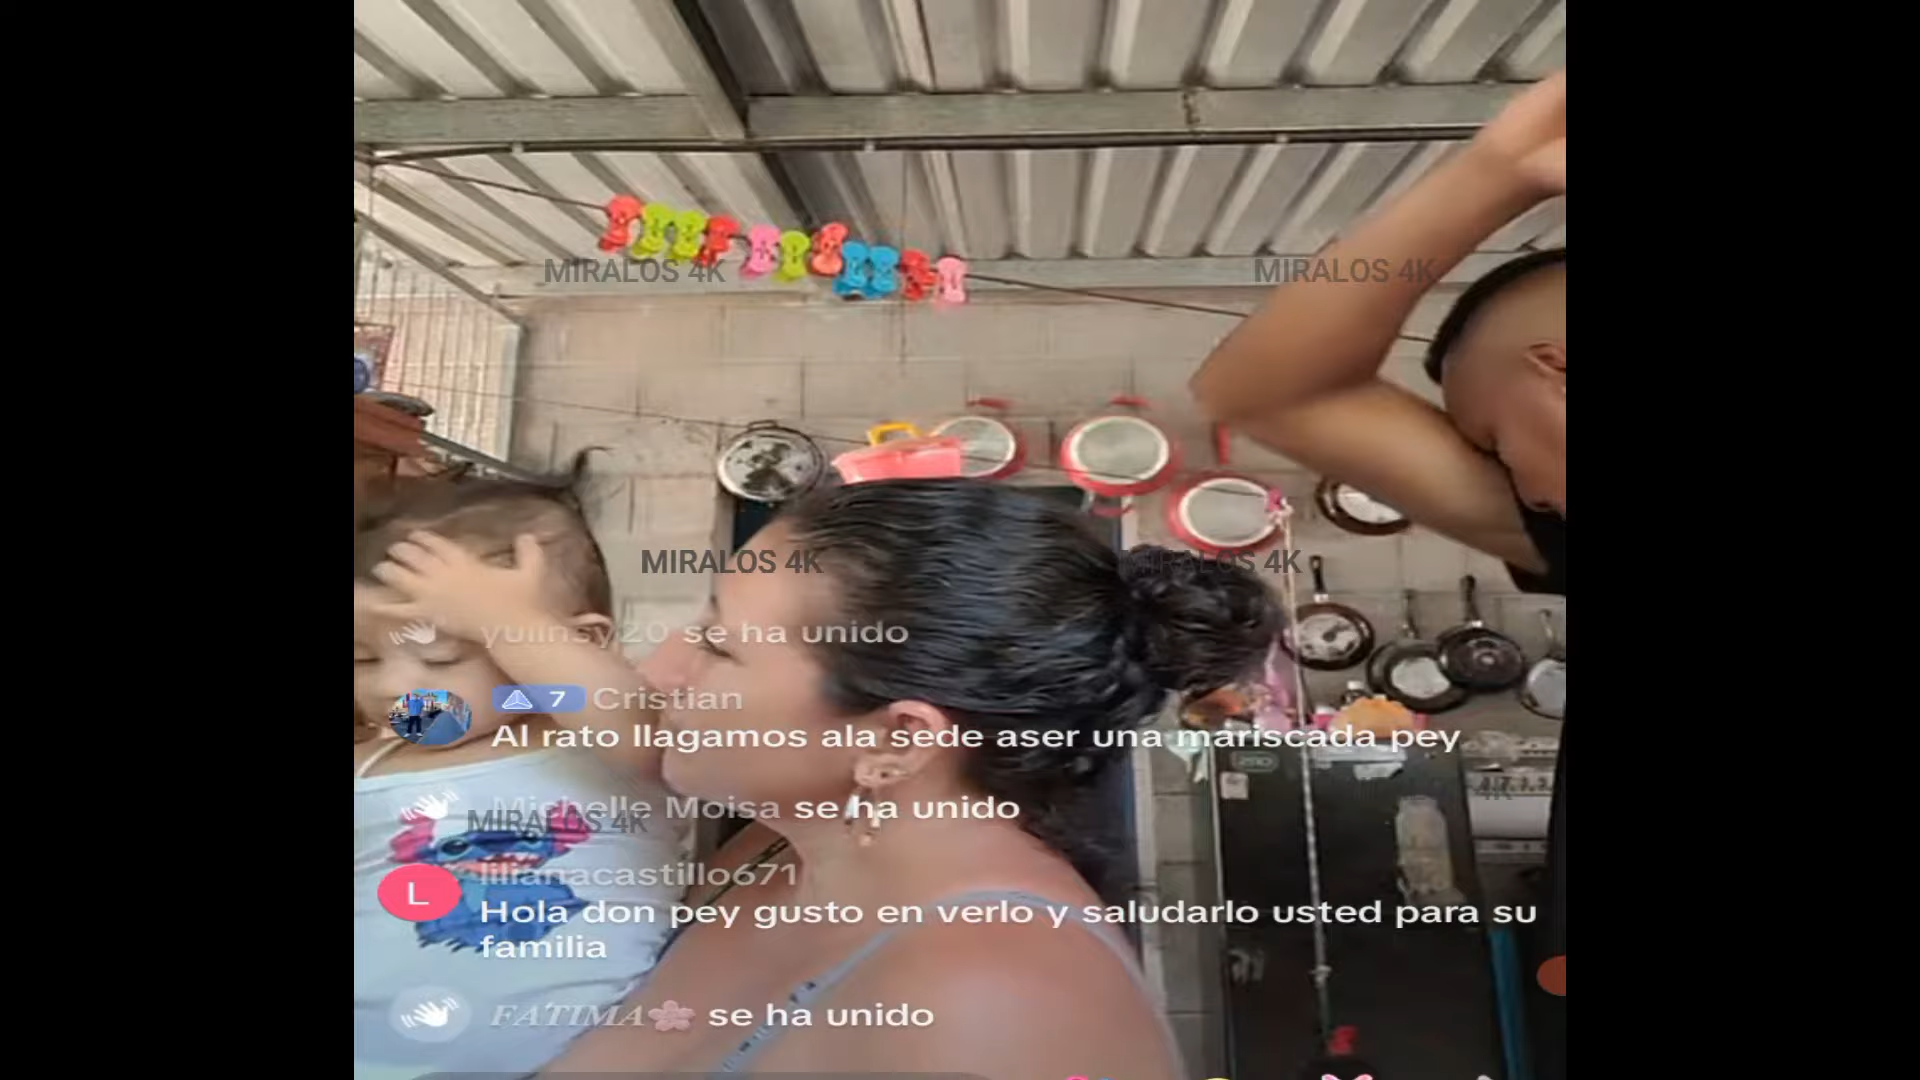 MIRALOS 4K
MIRALOS 4K
MIRALOS 4K
MIRALOS 4K
yulinsy20 se ha unido
7 Cristian
Al rato llagamos ala sede aser una mariscada pey
Michelle Moisa se ha unido
MIRALOS 4K
lilianacastillo671
L
Hola don pey gusto en verlo y saludarlo usted para su
familia
FÁTIMA🌸 se ha unido